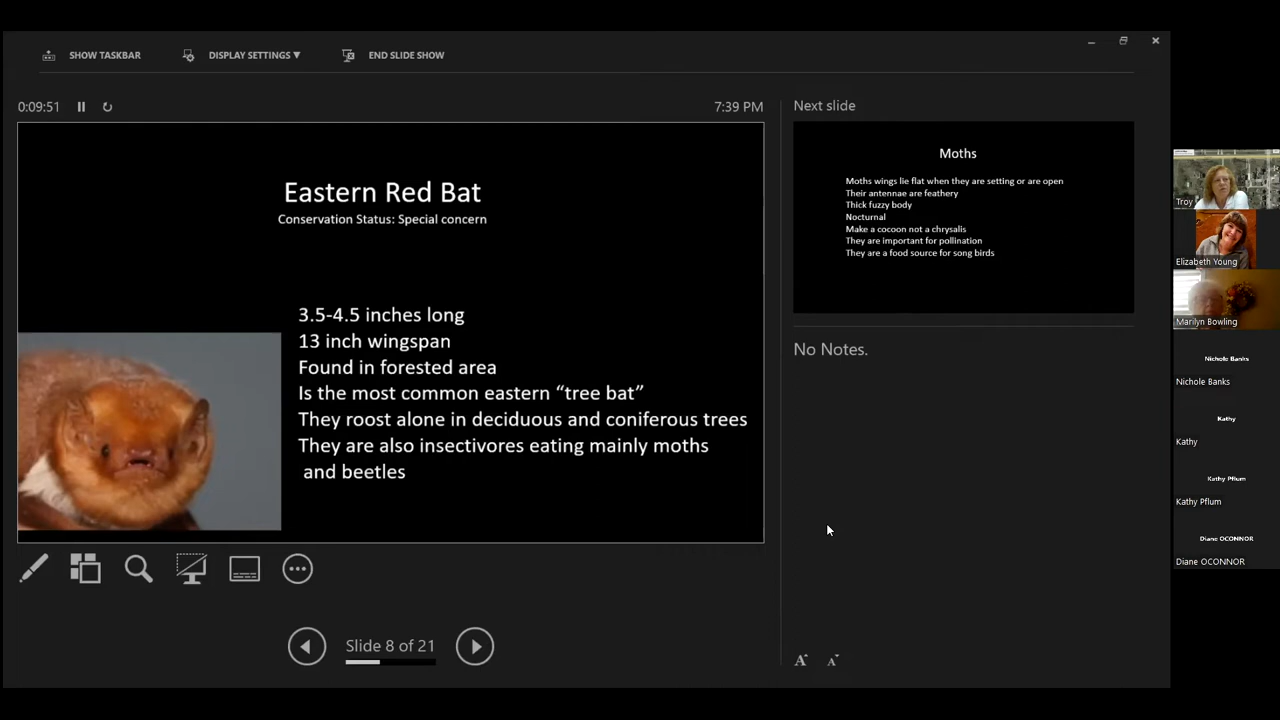 SHOW TASKBAR
DISPLAY SETTINGS ▼
END SLIDE SHOW
0:09:51
7:39 PM
Eastern Red Bat
Conservation Status: Special concern
3.5-4.5 inches long
13 inch wingspan
Found in forested area
Is the most common eastern “tree bat”
They roost alone in deciduous and coniferous trees
They are also insectivores eating mainly moths
and beetles
Slide 8 of 21
Next slide
Moths
Moths wings lie flat when they are setting or are open
Their antennae are feathery
Thick fuzzy body
Nocturnal
Make a cocoon not a chrysalis
They are important for pollination
They are a food source for song birds
No Notes.
A A
Troy
Elizabeth Young
Marilyn Bowling
Nichole Banks
Nichole Banks
Kathy
Kathy
Kathy Pflum
Kathy Pflum
Diane OCONNOR
Diane OCONNOR